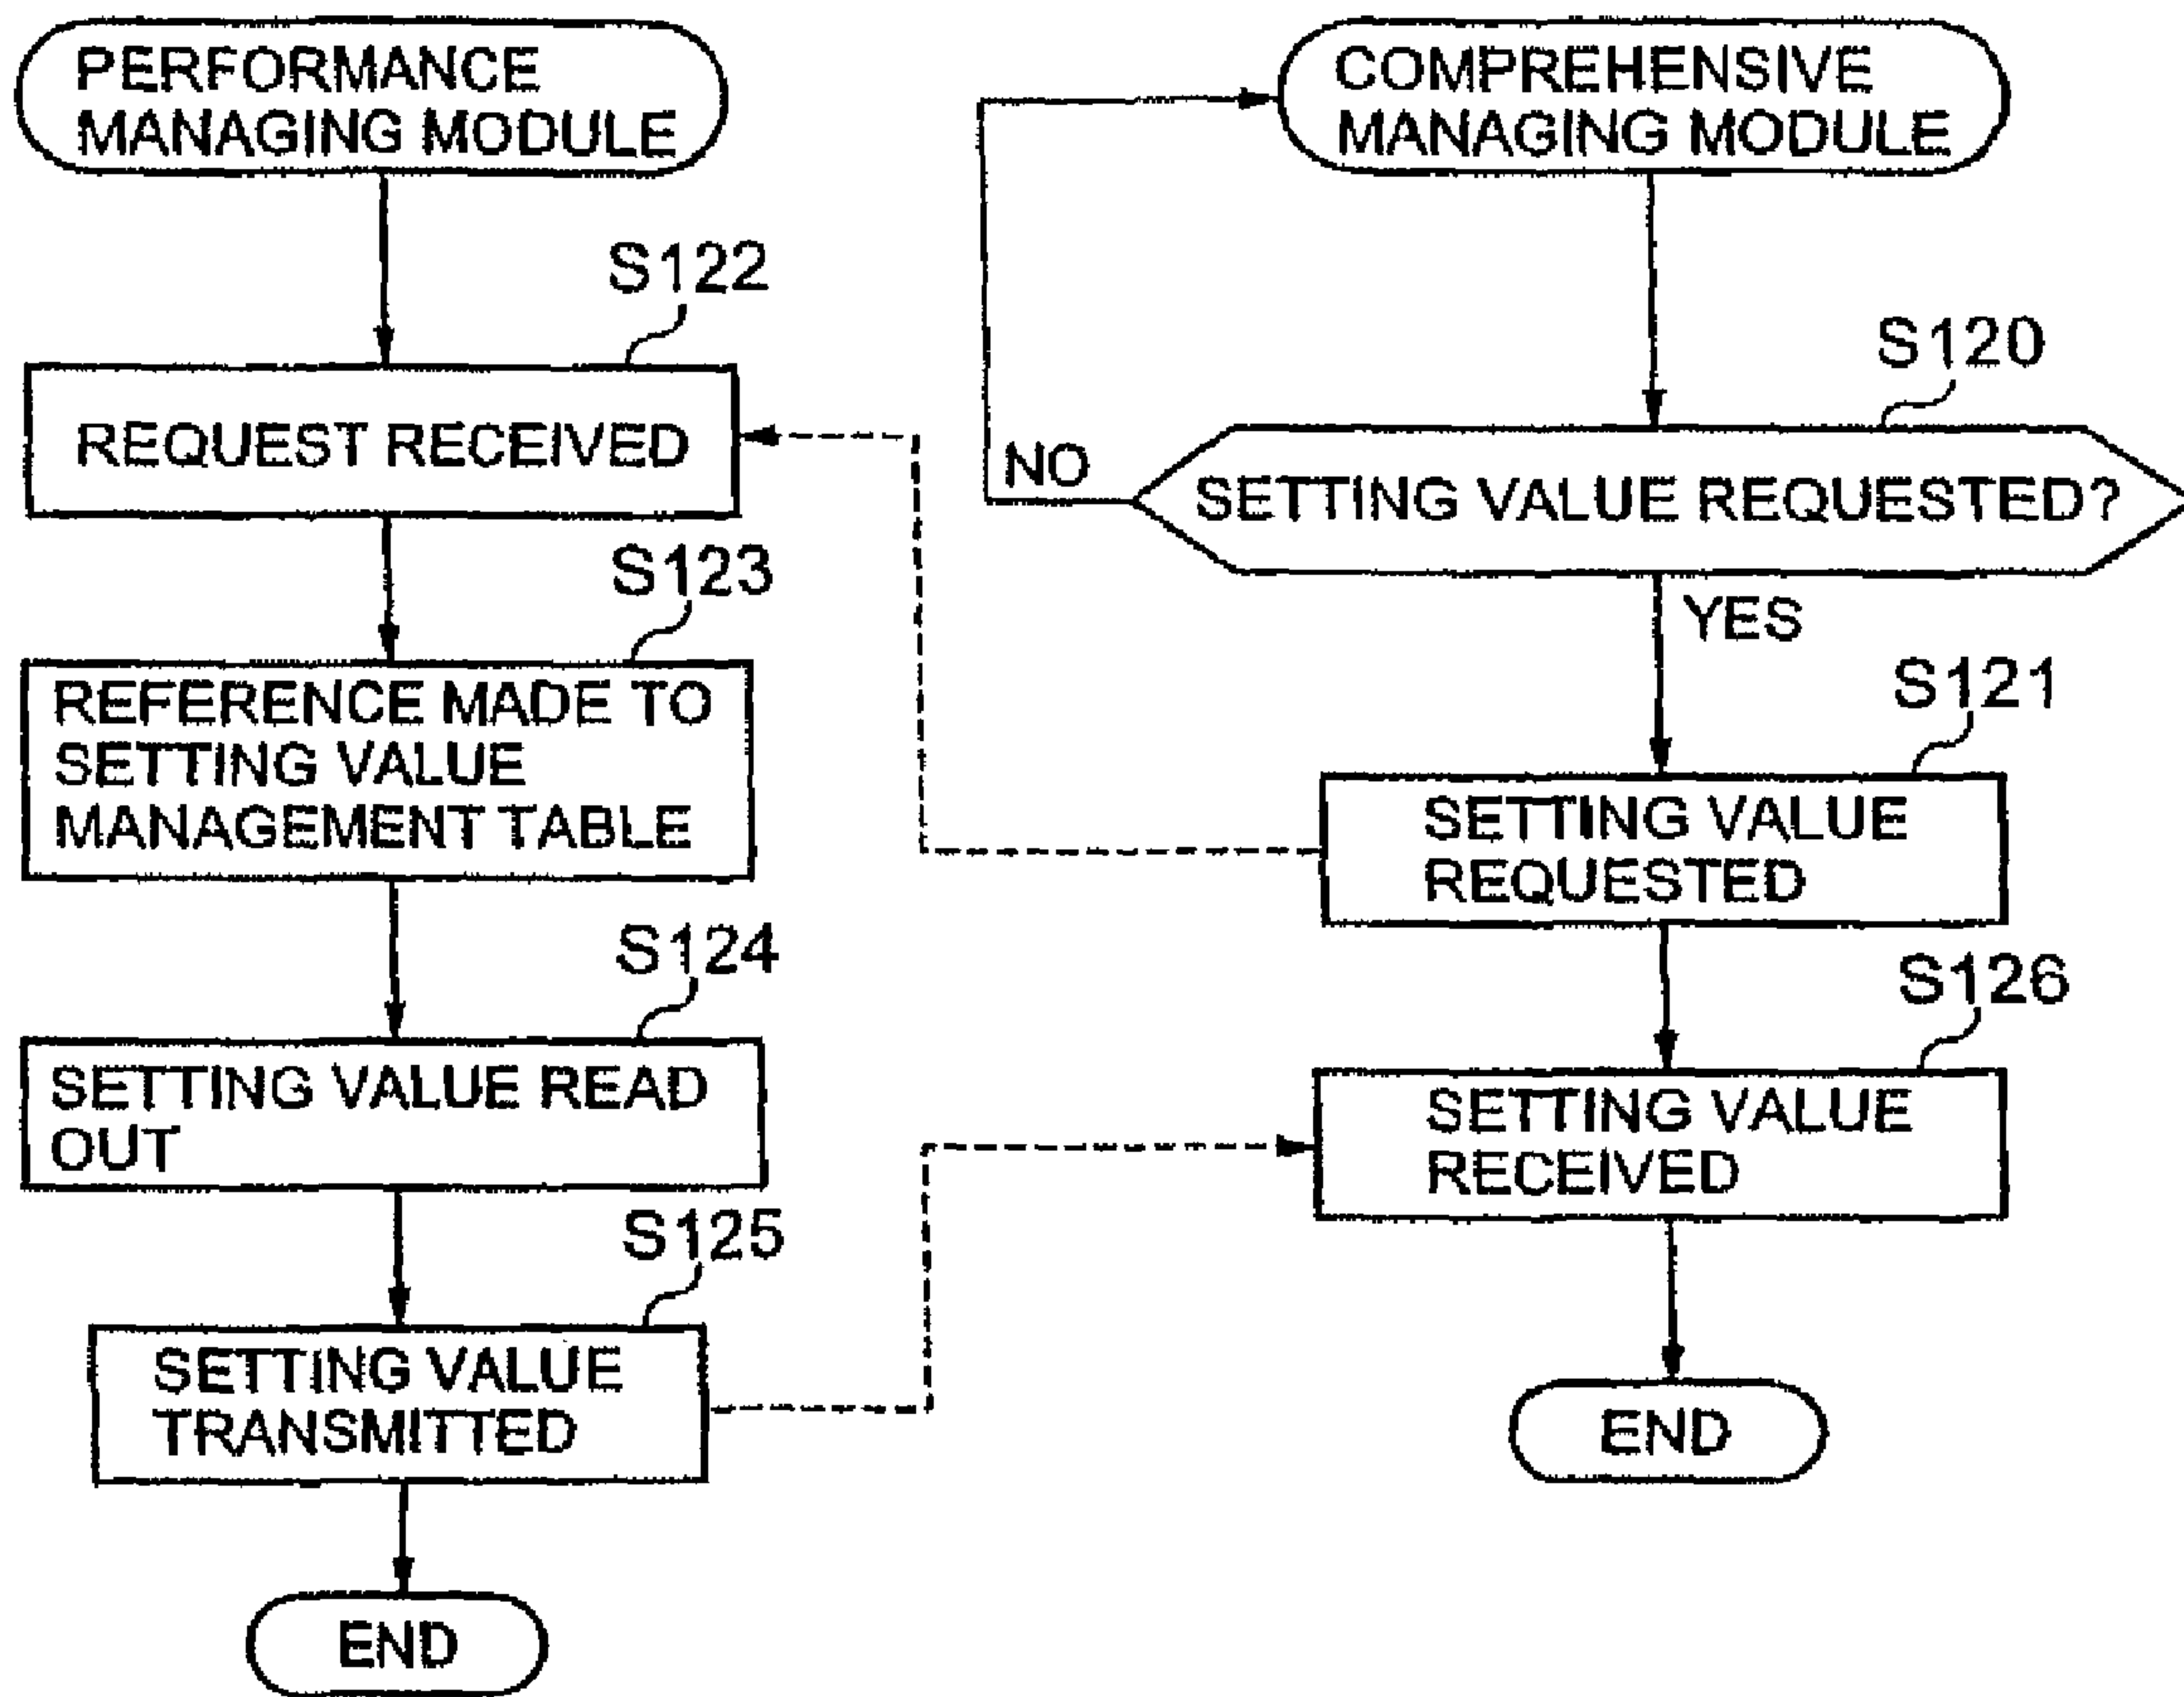 PERFORMANCE
MANAGING MODULE
S122
REQUEST RECEIVED
S123
REFERENCE MADE TO
SETTING VALUE
MANAGEMENT TABLE
S124
SETTING VALUE READ
OUT
S125
SETTING VALUE
TRANSMITTED
END
COMPREHENSIVE
MANAGING MODULE
S120
NO
SETTING VALUE REQUESTED?
YES
S121
SETTING VALUE
REQUESTED
S126
SETTING VALUE
RECEIVED
END